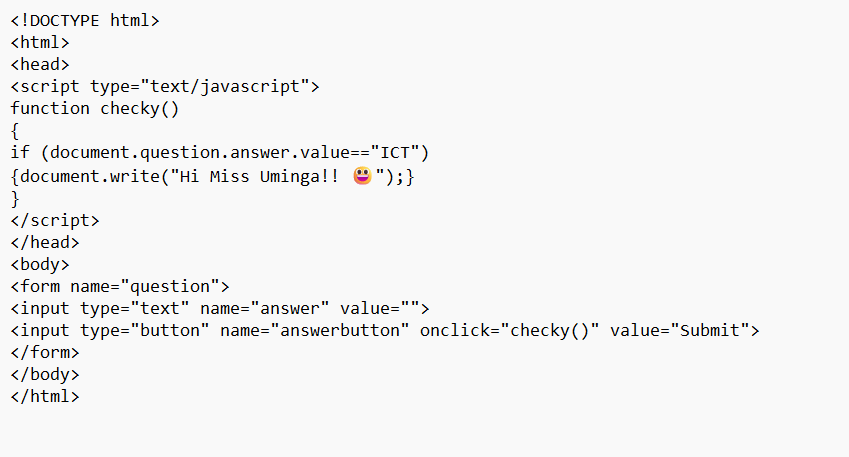 <!DOCTYPE html>
<html>
<head>
<script type="text/javascript">
function checky()
{
if (document.question.answer.value=="ICT")
{document.write("Hi Miss Uminga!! 😃 ");}
}
</script>
</head>
<body>
<form name="question">
<input type="text" name="answer" value="">
<input type="button" name="answerbutton" onclick="checky()" value="Submit">
</form>
</body>
</html>